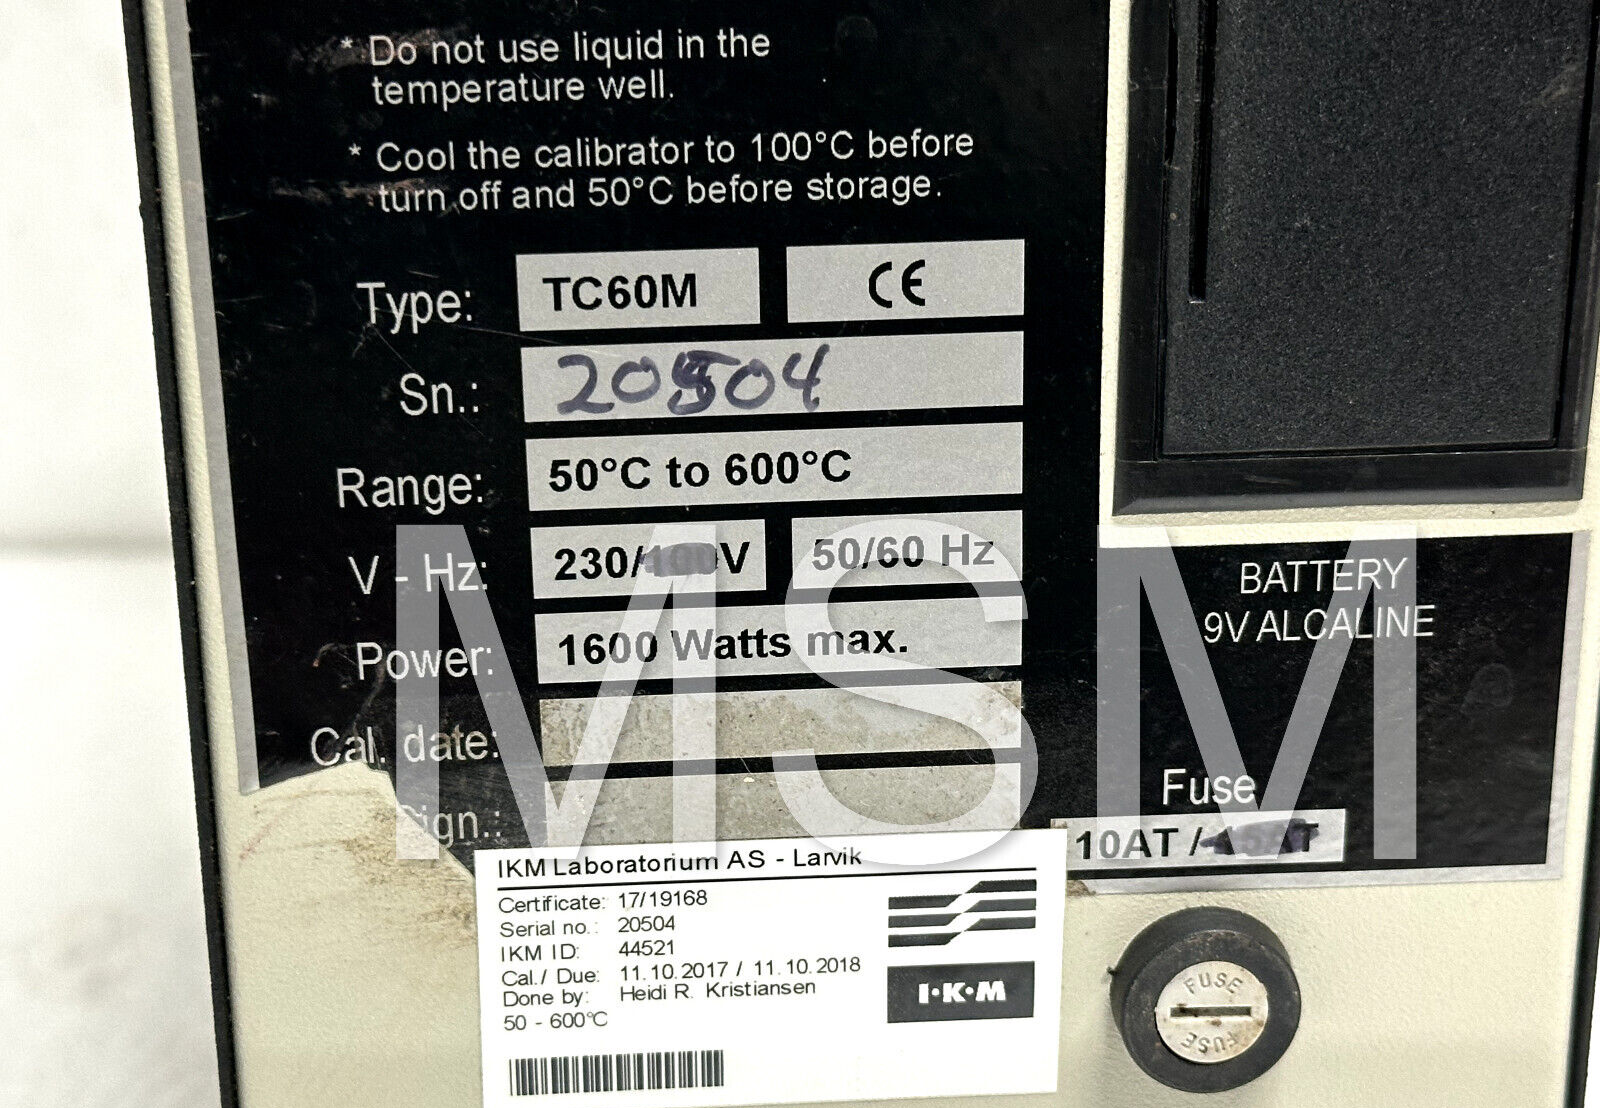 * Do not use liquid in the
temperature well.
* Cool the calibrator to 100°C before
turn off and 50°C before storage.
Type: TC60M CE
Sn.: 20504
Range: 50°C to 600°C
V - Hz: 230/100V 50/60 Hz
Power: 1600 Watts max.
Cal. date:
Sign.:
BATTERY
9V ALCALINE
Fuse
10AT /
MSM
IKM Laboratorium AS - Larvik
Certificate: 17/19168
Serial no.: 20504
IKM ID: 44521
Cal./ Due: 11.10.2017 / 11.10.2018
Done by: Heidi R. Kristiansen
50 - 600°C
I·K·M
FUSE
FUSE